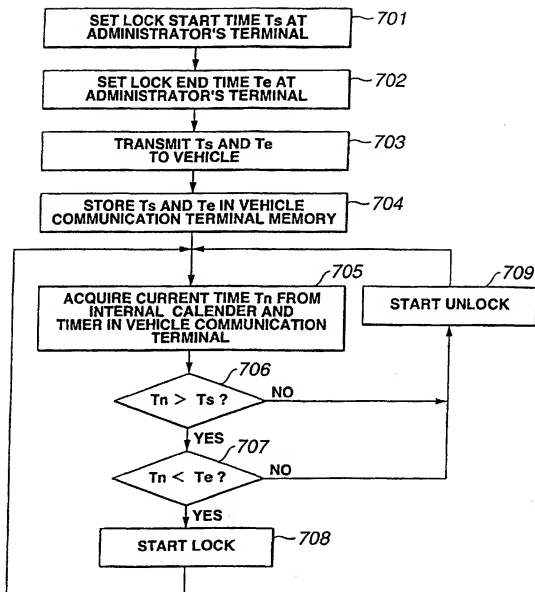 SET LOCK START TIME Ts AT
ADMINISTRATOR'S TERMINAL
701
SET LOCK END TIME Te AT
ADMINISTRATOR'S TERMINAL
702
TRANSMIT Ts AND Te
TO VEHICLE
703
STORE Ts AND Te IN VEHICLE
COMMUNICATION TERMINAL MEMORY
704
705
ACQUIRE CURRENT TIME Tn FROM
INTERNAL CALENDER AND
TIMER IN VEHICLE COMMUNICATION
TERMINAL
709
START UNLOCK
706
Tn > Ts ?
NO
YES
707
Tn < Te ?
NO
YES
START LOCK
708